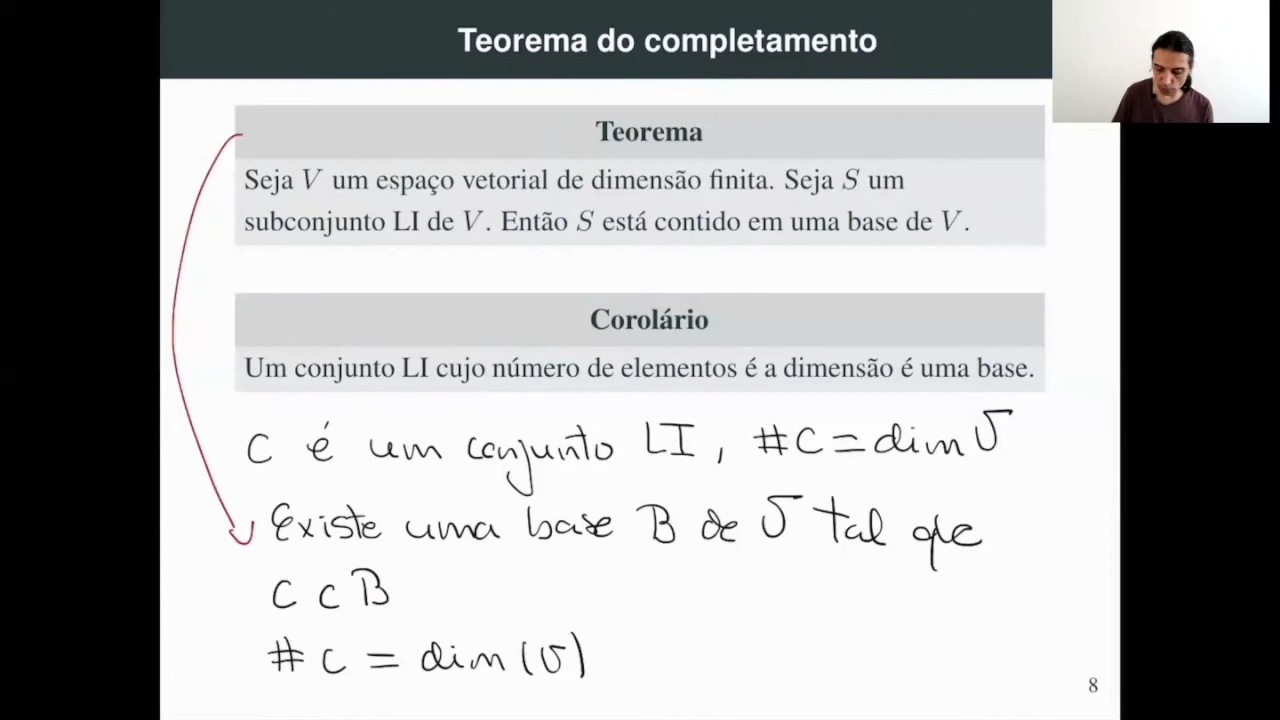 Teorema do completamento
Teorema
Seja V um espaço vetorial de dimensão finita. Seja S um
subconjunto LI de V. Então S está contido em uma base de V.
Corolário
Um conjunto LI cujo número de elementos é a dimensão é uma base.
C é um conjunto LI, #C = dim V
Existe uma base B de V tal que
C ⊂ B
#C = dim(V)
8